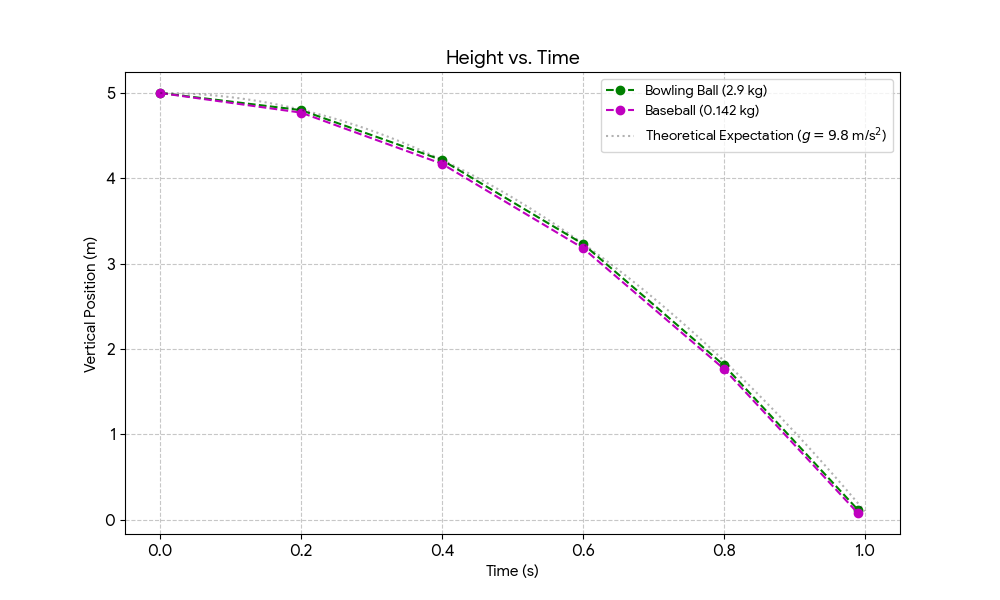 Height vs. Time
Bowling Ball (2.9 kg)
Baseball (0.142 kg)
Theoretical Expectation (g = 9.8 m/s²)
Vertical Position (m)
5
4
3
2
1
0
0.0 0.2 0.4 0.6 0.8 1.0
Time (s)